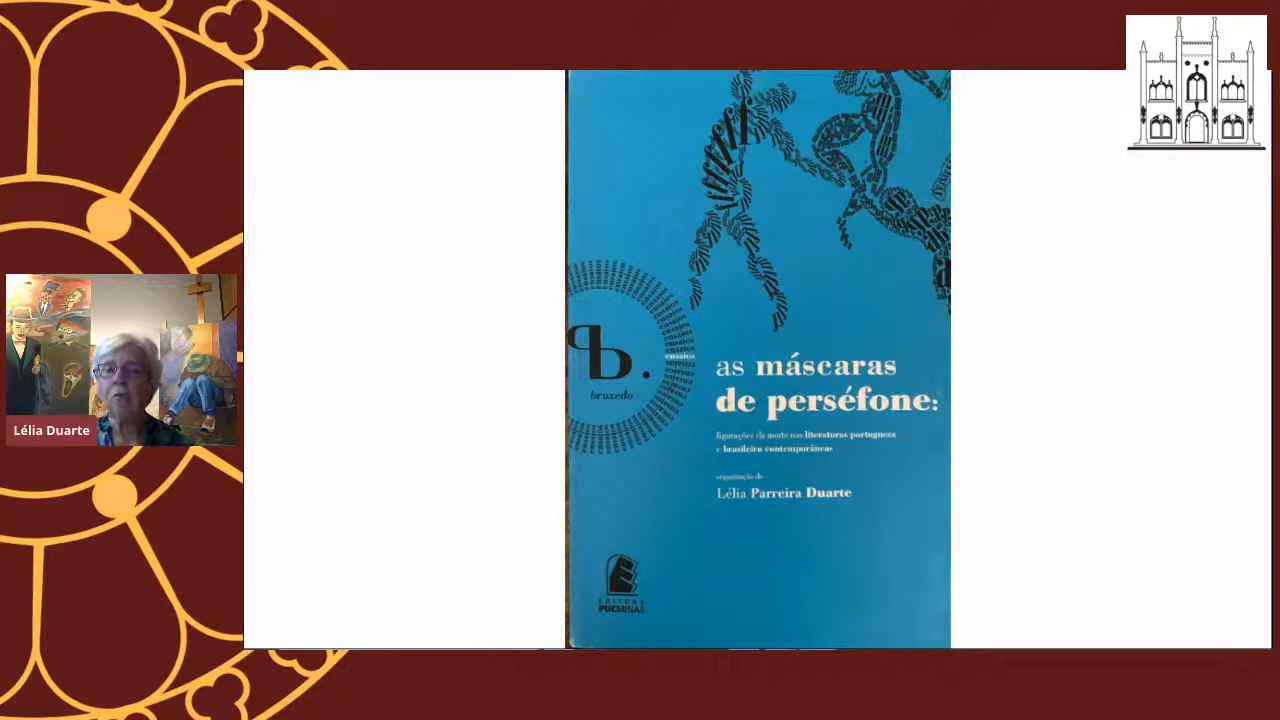 Lélia Duarte
ensaios
b.
bruxedo
as máscaras
de perséfone:
figurações da morte nas literaturas portuguesa
e brasileira contemporâneas
organização de
Lélia Parreira Duarte
EDITORA
PUCMINAS